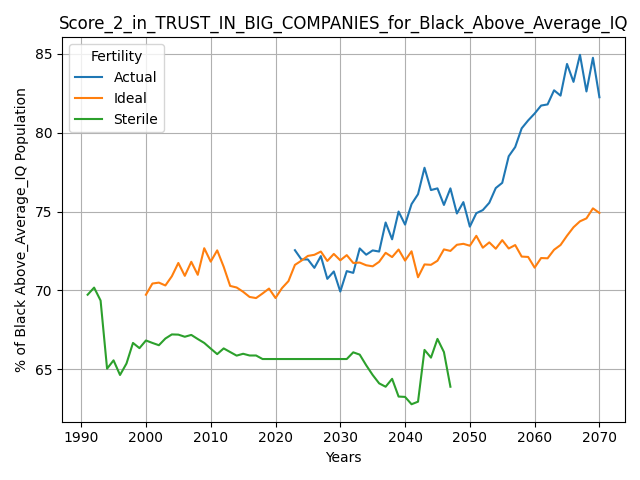 Score_2_in_TRUST_IN_BIG_COMPANIES_for_Black_Above_Average_IQ
% of Black Above_Average_IQ Population
85
80
75
70
65
Fertility
Actual
Ideal
Sterile
1990 2000 2010 2020 2030 2040 2050 2060 2070
Years